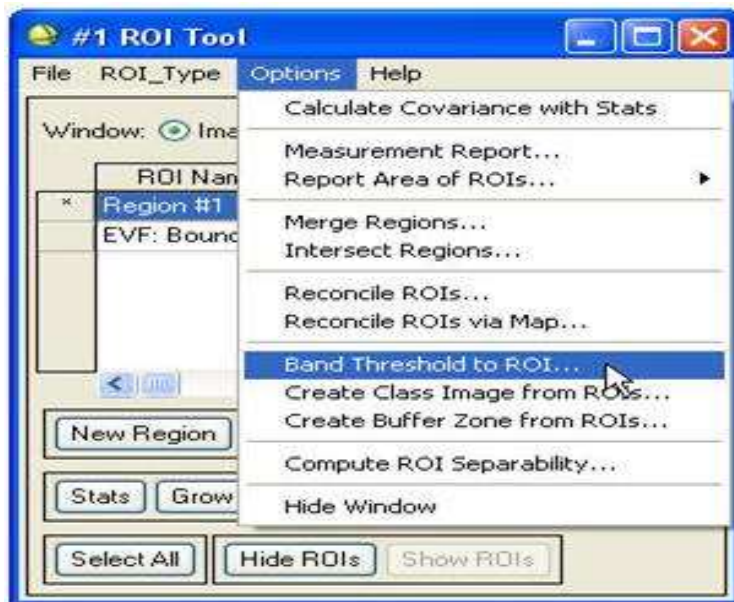 #1 ROI Tool
File ROI_Type Options Help
Window: Ima
ROI Nan
* Region #1
EVF: Bound
Calculate Covariance with Stats
Measurement Report...
Report Area of ROIs...
Merge Regions...
Intersect Regions...
Reconcile ROIs...
Reconcile ROIs via Map...
Band Threshold to ROI...
Create Class Image from ROIs...
Create Buffer Zone from ROIs...
Compute ROI Separability...
Hide Window
New Region
Stats Grow
Select All Hide ROIs Show ROIs